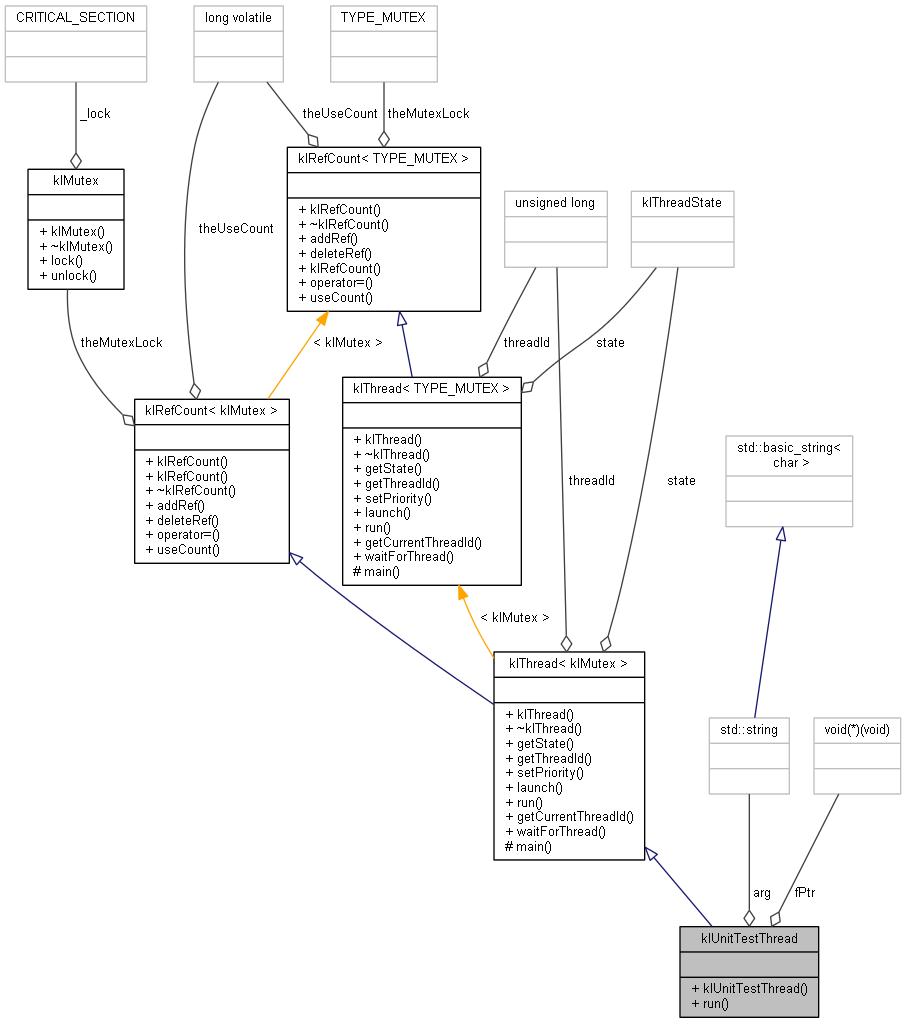 CRITICAL_SECTION
long volatile
TYPE_MUTEX
_lock
theUseCount
theMutexLock
klRefCount< TYPE_MUTEX >
+ klRefCount()
+ ~klRefCount()
+ addRef()
+ deleteRef()
+ klRefCount()
+ operator=()
+ useCount()
klMutex
+ klMutex()
+ ~klMutex()
+ lock()
+ unlock()
theUseCount
unsigned long
klThreadState
theMutexLock
< klMutex >
threadId
state
klThread< TYPE_MUTEX >
+ klThread()
+ ~klThread()
+ getState()
+ getThreadId()
+ setPriority()
+ launch()
+ run()
+ getCurrentThreadId()
+ waitForThread()
# main()
klRefCount< klMutex >
+ klRefCount()
+ klRefCount()
+ ~klRefCount()
+ addRef()
+ deleteRef()
+ operator=()
+ useCount()
threadId
state
std::basic_string<
char >
< klMutex >
klThread< klMutex >
+ klThread()
+ ~klThread()
+ getState()
+ getThreadId()
+ setPriority()
+ launch()
+ run()
+ getCurrentThreadId()
+ waitForThread()
# main()
std::string
void(*)(void)
arg
fPtr
klUnitTestThread
+ klUnitTestThread()
+ run()